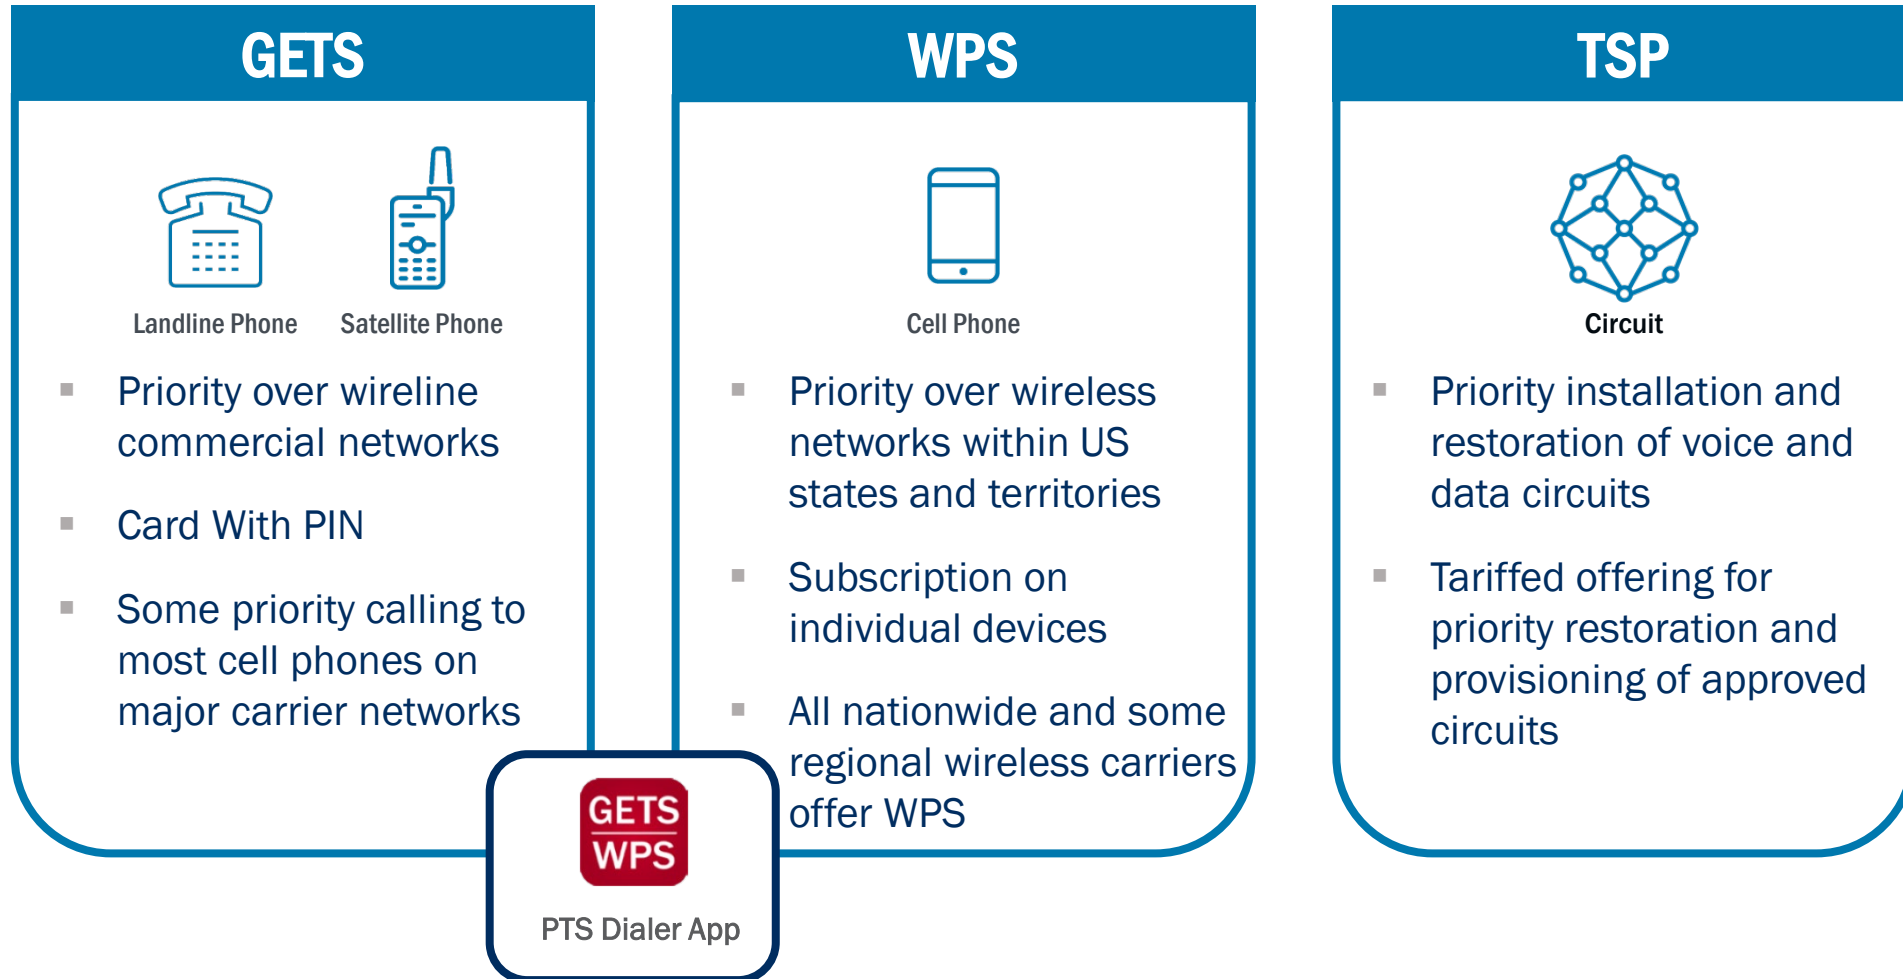 GETS
Landline Phone
Satellite Phone
▪ Priority over wireline
commercial networks
▪ Card With PIN
▪ Some priority calling to
most cell phones on
major carrier networks
WPS
Cell Phone
▪ Priority over wireless
networks within US
states and territories
▪ Subscription on
individual devices
▪ All nationwide and some
regional wireless carriers
offer WPS
GETS
WPS
PTS Dialer App
TSP
Circuit
▪ Priority installation and
restoration of voice and
data circuits
▪ Tariffed offering for
priority restoration and
provisioning of approved
circuits